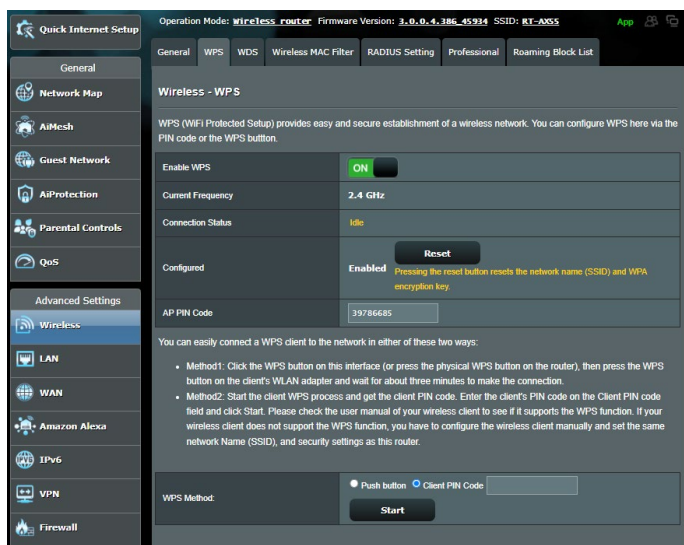 Quick Internet Setup
General
Network Map
AiMesh
Guest Network
AiProtection
Parental Controls
QoS
Advanced Settings
Wireless
LAN
WAN
Amazon Alexa
IPv6
VPN
Firewall
Operation Mode: Wireless router Firmware Version: 3.0.0.4.386_45934 SSID: RT-AX55 App
General WPS WDS Wireless MAC Filter RADIUS Setting Professional Roaming Block List
Wireless - WPS
WPS (WiFi Protected Setup) provides easy and secure establishment of a wireless network. You can configure WPS here via the
PIN code or the WPS buttton.
Enable WPS ON
Current Frequency 2.4 GHz
Connection Status Idle
Configured Enabled Reset
Pressing the reset button resets the network name (SSID) and WPA
encryption key.
AP PIN Code 39786685
You can easily connect a WPS client to the network in either of these two ways:
• Method1: Click the WPS button on this interface (or press the physical WPS button on the router), then press the WPS
button on the client's WLAN adapter and wait for about three minutes to make the connection.
• Method2: Start the client WPS process and get the client PIN code. Enter the client's PIN code on the Client PIN code
field and click Start. Please check the user manual of your wireless client to see if it supports the WPS function. If your
wireless client does not support the WPS function, you have to configure the wireless client manually and set the same
network Name (SSID), and security settings as this router.
WPS Method: Push button Client PIN Code
Start